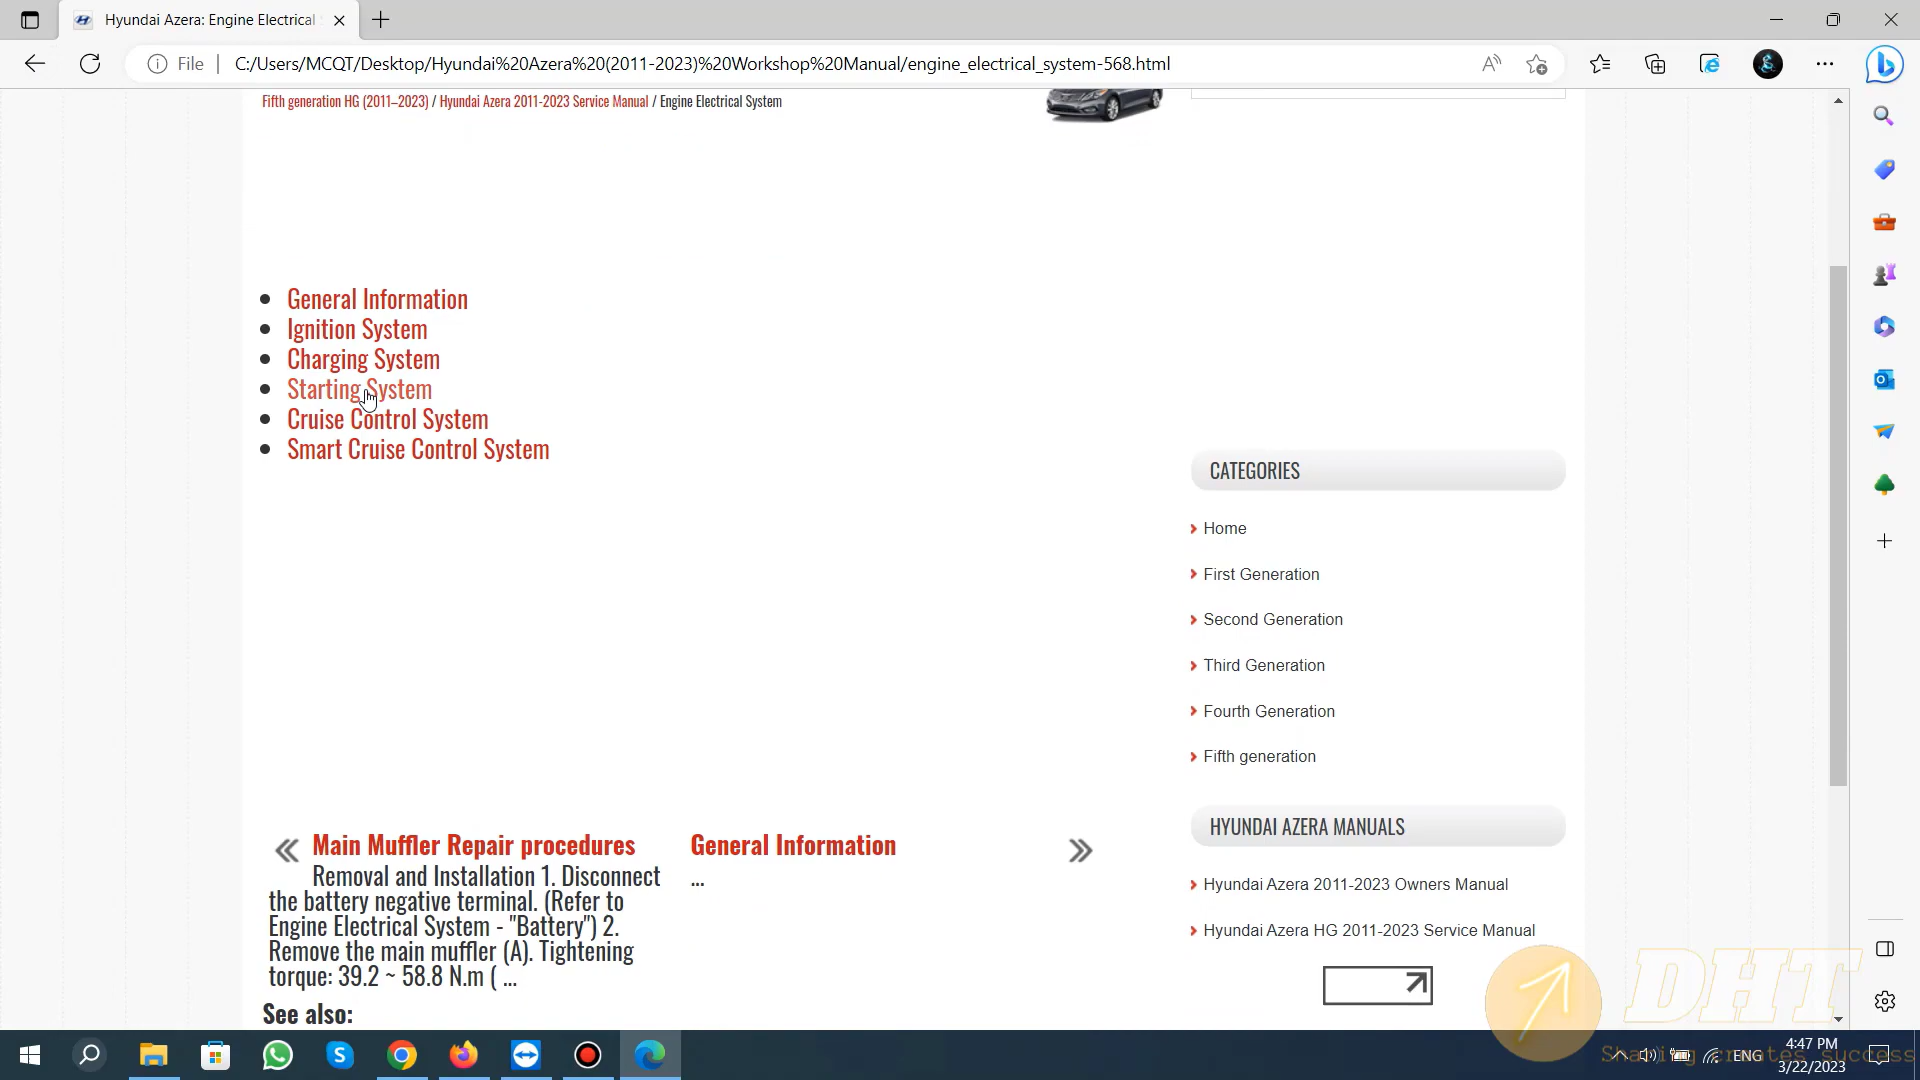 Hyundai Azera: Engine Electrical
File
C:/Users/MCQT/Desktop/Hyundai%20Azera%20(2011-2023)%20Workshop%20Manual/engine_electrical_system-568.html
Fifth generation HG (2011–2023) / Hyundai Azera 2011-2023 Service Manual / Engine Electrical System
General Information
Ignition System
Charging System
Starting System
Cruise Control System
Smart Cruise Control System
CATEGORIES
Home
First Generation
Second Generation
Third Generation
Fourth Generation
Fifth generation
HYUNDAI AZERA MANUALS
Hyundai Azera 2011-2023 Owners Manual
Hyundai Azera HG 2011-2023 Service Manual
Main Muffler Repair procedures
Removal and Installation 1. Disconnect
the battery negative terminal. (Refer to
Engine Electrical System - "Battery") 2.
Remove the main muffler (A). Tightening
torque: 39.2 ~ 58.8 N.m ( ...
General Information
...
See also:
DHT
Sharing creates success
ENG
4:47 PM
3/22/2023